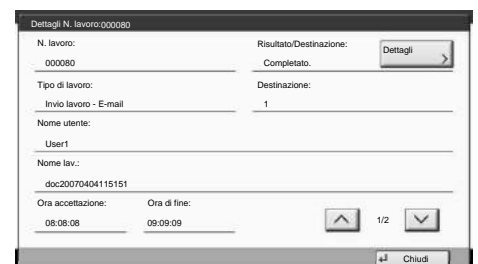 Dettagli N. lavoro:000080
N. lavoro:
000080
Risultato/Destinazione:
Completato.
Dettagli
Tipo di lavoro:
Invio lavoro - E-mail
Destinazione:
1
Nome utente:
User1
Nome lav.:
doc20070404115151
Ora accettazione:
08:08:08
Ora di fine:
09:09:09
1/2
Chiudi